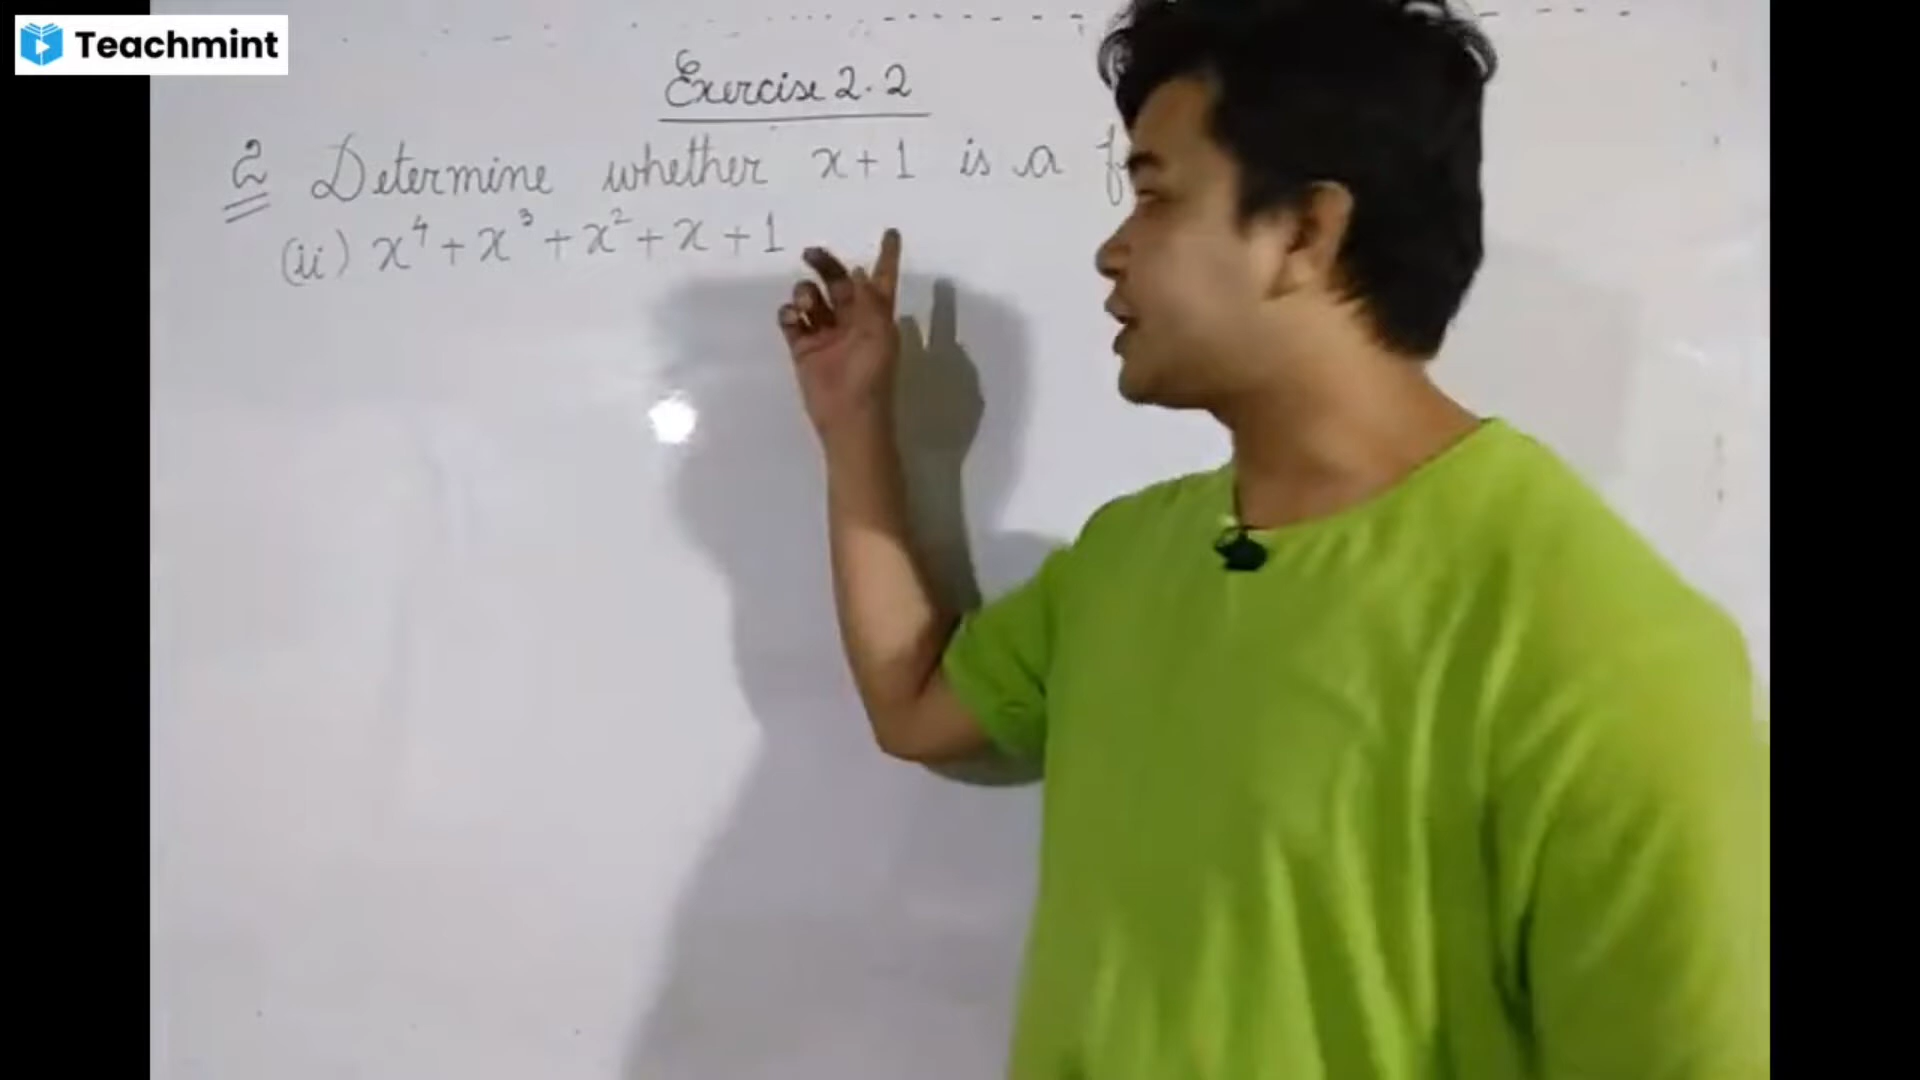 Teachmint
Exercise 2.2
2 Determine whether x+1 is a
(ii) x⁴+x³+x²+x+1